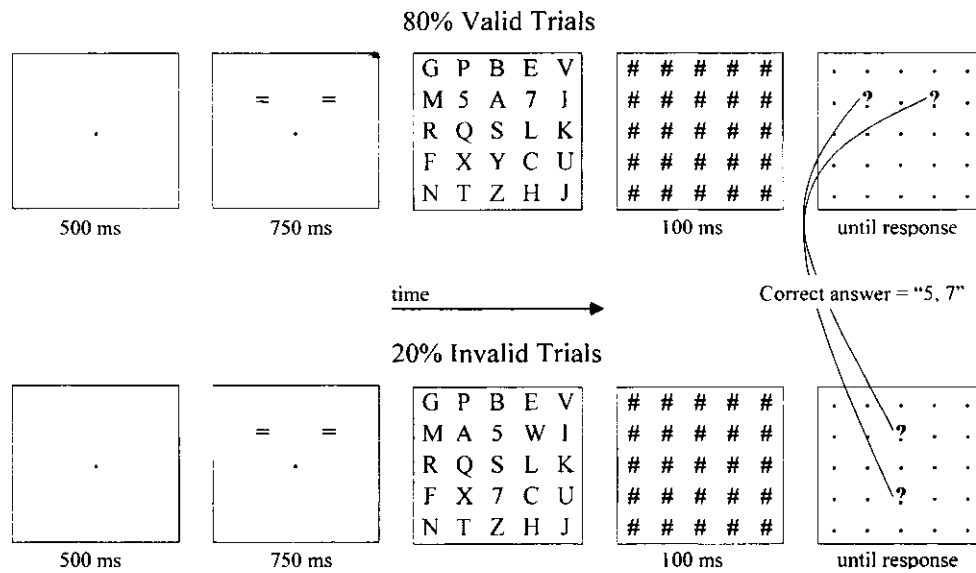 80% Valid Trials
= =
G P B E V
M 5 A 7 I
R Q S L K
F X Y C U
N T Z H J
# # # # #
# # # # #
# # # # #
# # # # #
# # # # #
? ?
500 ms 750 ms 100 ms until response
time
Correct answer = “5, 7”
20% Invalid Trials
= =
G P B E V
M A 5 W I
R Q S L K
F X 7 C U
N T Z H J
# # # # #
# # # # #
# # # # #
# # # # #
# # # # #
?
?
500 ms 750 ms 100 ms until response